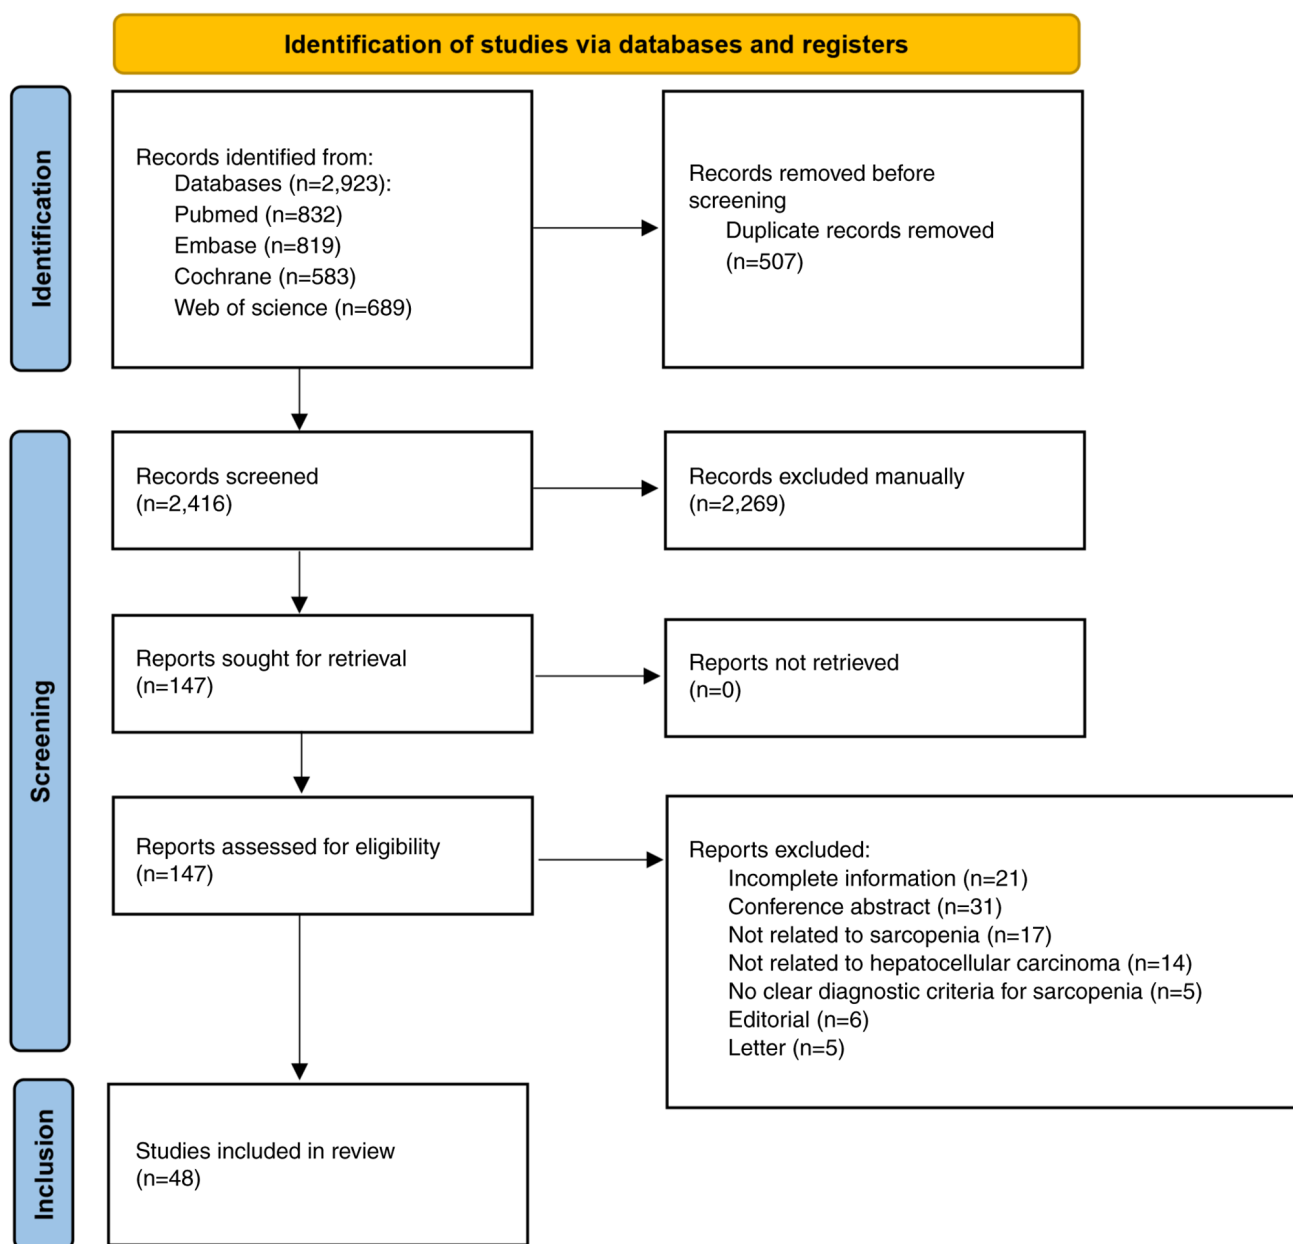 Identification of studies via databases and registers
Identification
Records identified from:
Databases (n=2,923):
Pubmed (n=832)
Embase (n=819)
Cochrane (n=583)
Web of science (n=689)
Records removed before
screening
Duplicate records removed
(n=507)
Screening
Records screened
(n=2,416)
Records excluded manually
(n=2,269)
Reports sought for retrieval
(n=147)
Reports not retrieved
(n=0)
Reports assessed for eligibility
(n=147)
Reports excluded:
Incomplete information (n=21)
Conference abstract (n=31)
Not related to sarcopenia (n=17)
Not related to hepatocellular carcinoma (n=14)
No clear diagnostic criteria for sarcopenia (n=5)
Editorial (n=6)
Letter (n=5)
Inclusion
Studies included in review
(n=48)